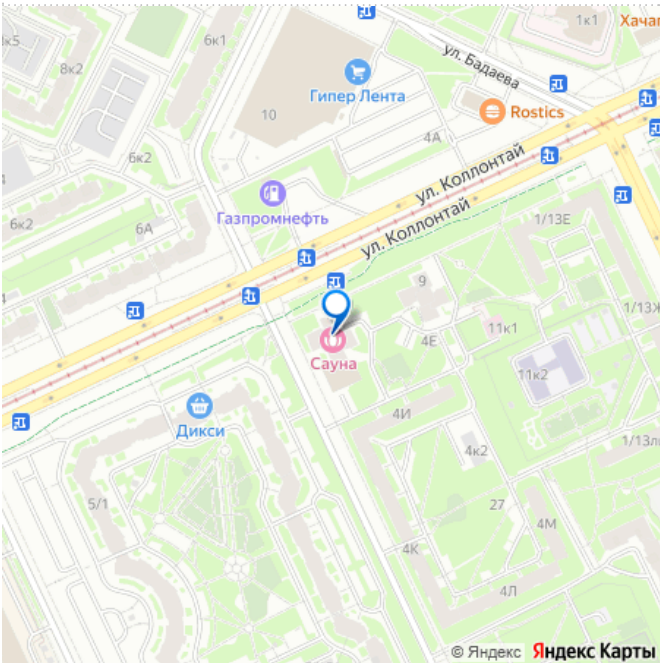 1к1
Хачап
6к1
ул. Бадаева
к5
8к2
Гипер Лента
10
Rostics
4А
6к2
ул. Коллонтай
6к2
6А
Газпромнефть
1/13Е
ул. Коллонтай
9
1/13Ж
11к1
4Е
Сауна
11к2
Дикси
4И
1/13л
4к2
5/1
27
4М
4К
4Л
© Яндекс Яндекс Карты